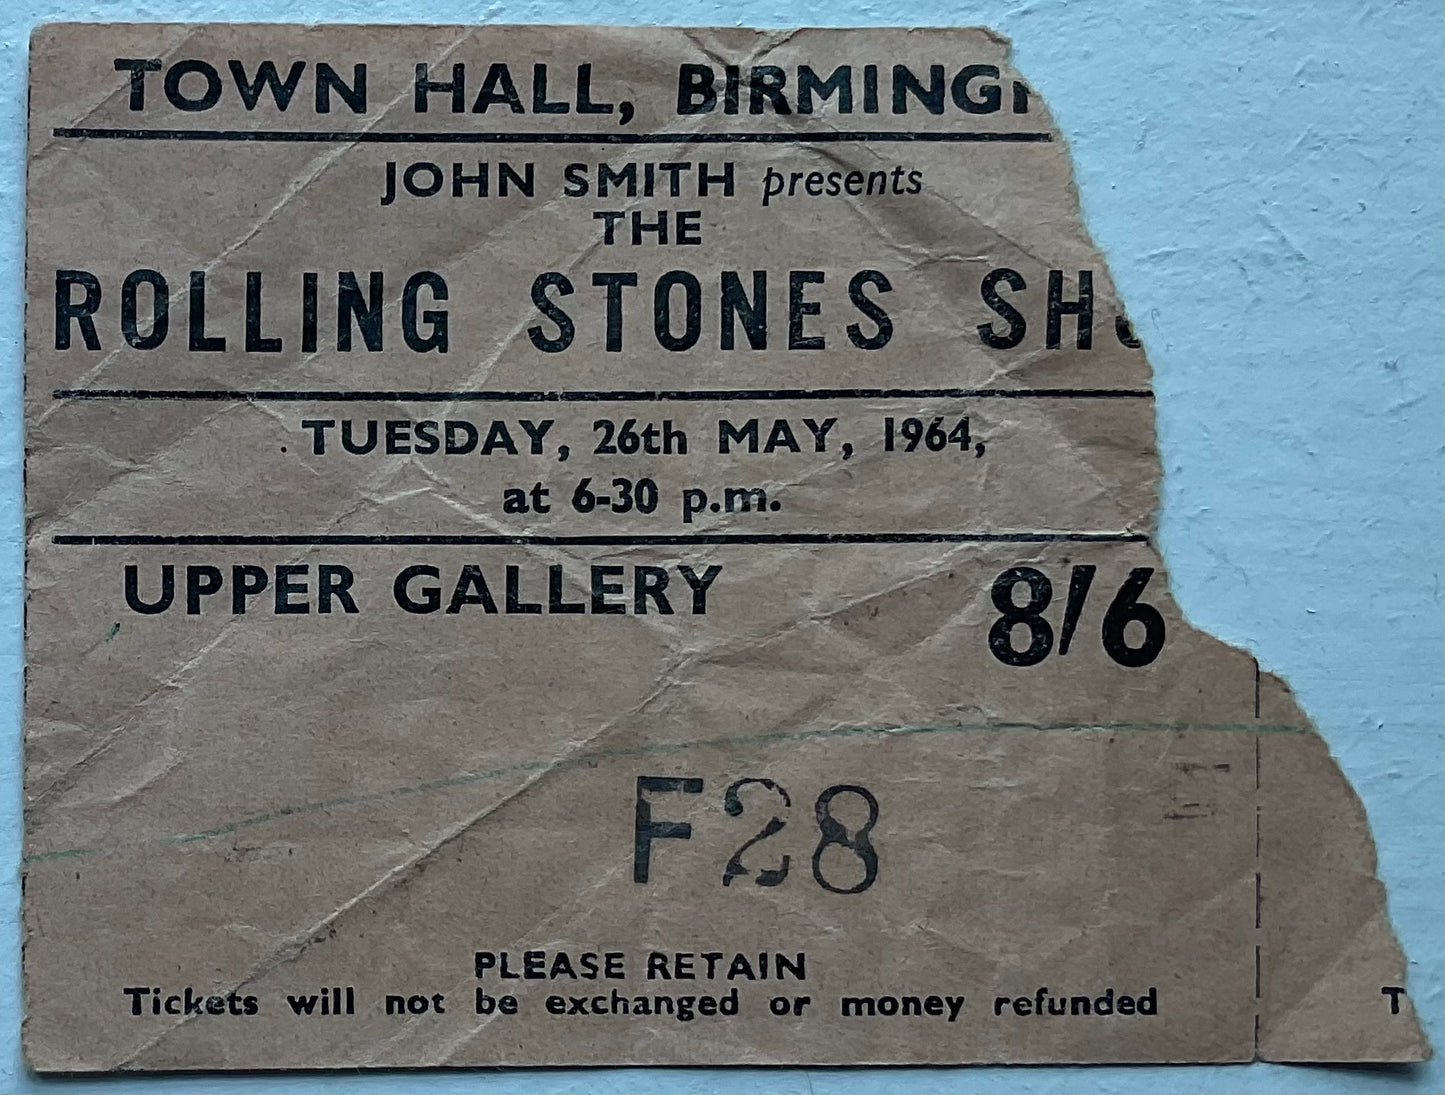 TOWN HALL, BIRMING
JOHN SMITH presents
THE
ROLLING STONES SH
TUESDAY, 26th MAY, 1964,
at 6-30 p.m.
UPPER GALLERY 8/6
F28
PLEASE RETAIN
Tickets will not be exchanged or money refunded T